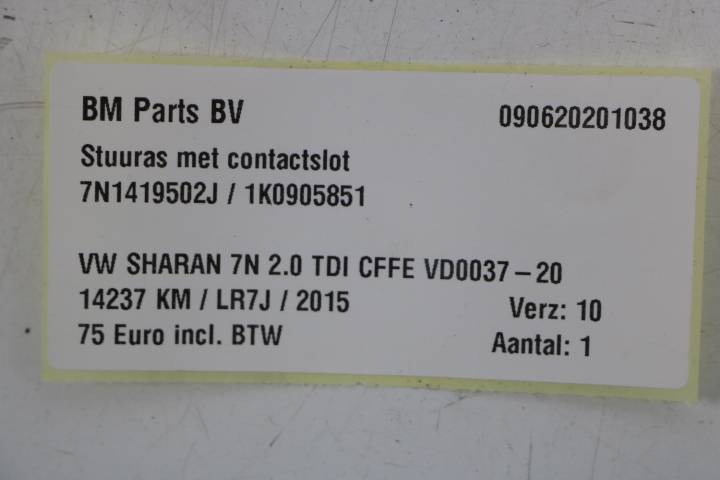 BM Parts BV 090620201038
Stuuras met contactslot
7N1419502J / 1K0905851
VW SHARAN 7N 2.0 TDI CFFE VD0037-20
14237 KM / LR7J / 2015 Verz: 10
75 Euro incl. BTW Aantal: 1